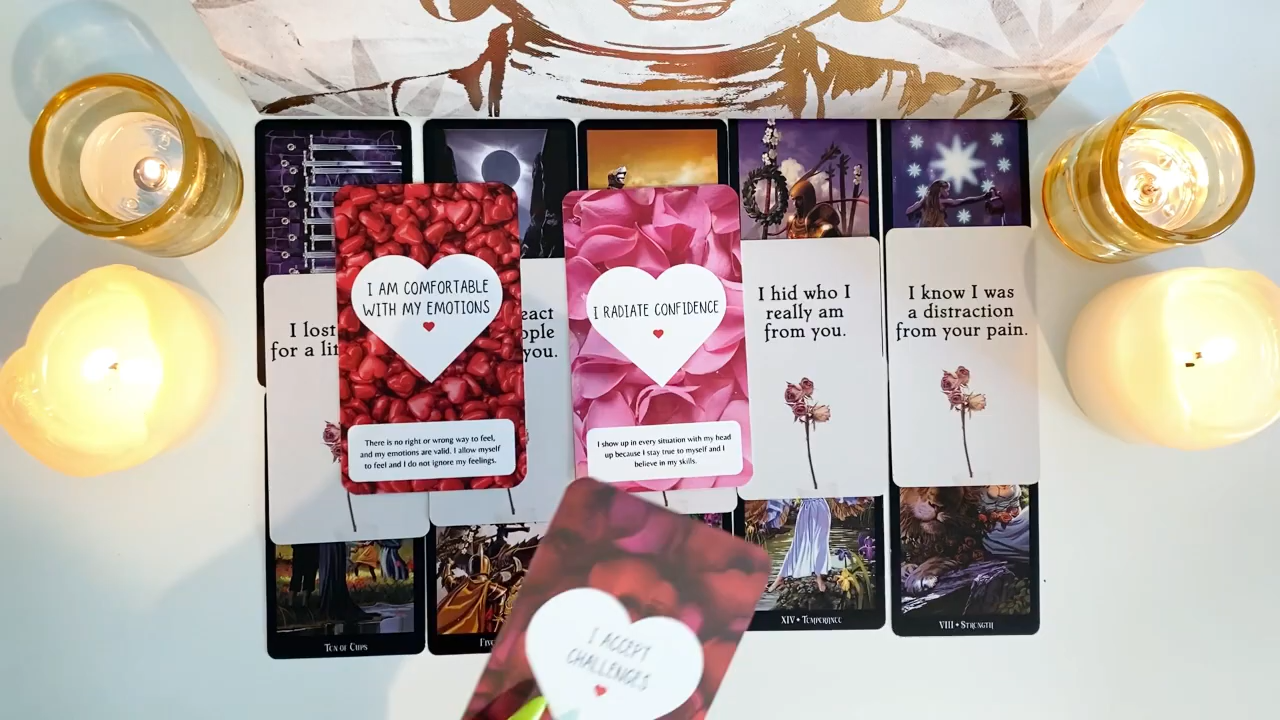 I AM COMFORTABLE
WITH MY EMOTIONS
There is no right or wrong way to feel,
and my emotions are valid. I allow myself
to feel and I do not ignore my feelings.
I RADIATE CONFIDENCE
I show up in every situation with my head
up because I stay true to myself and I
believe in my skills.
I lost
for a
you.
I hid who I
really am
from you.
I know I was
a distraction
from your pain.
I ACCEPT
CHALLENGES
Ten of Cups
XIV • Temperance
VIII • Strength